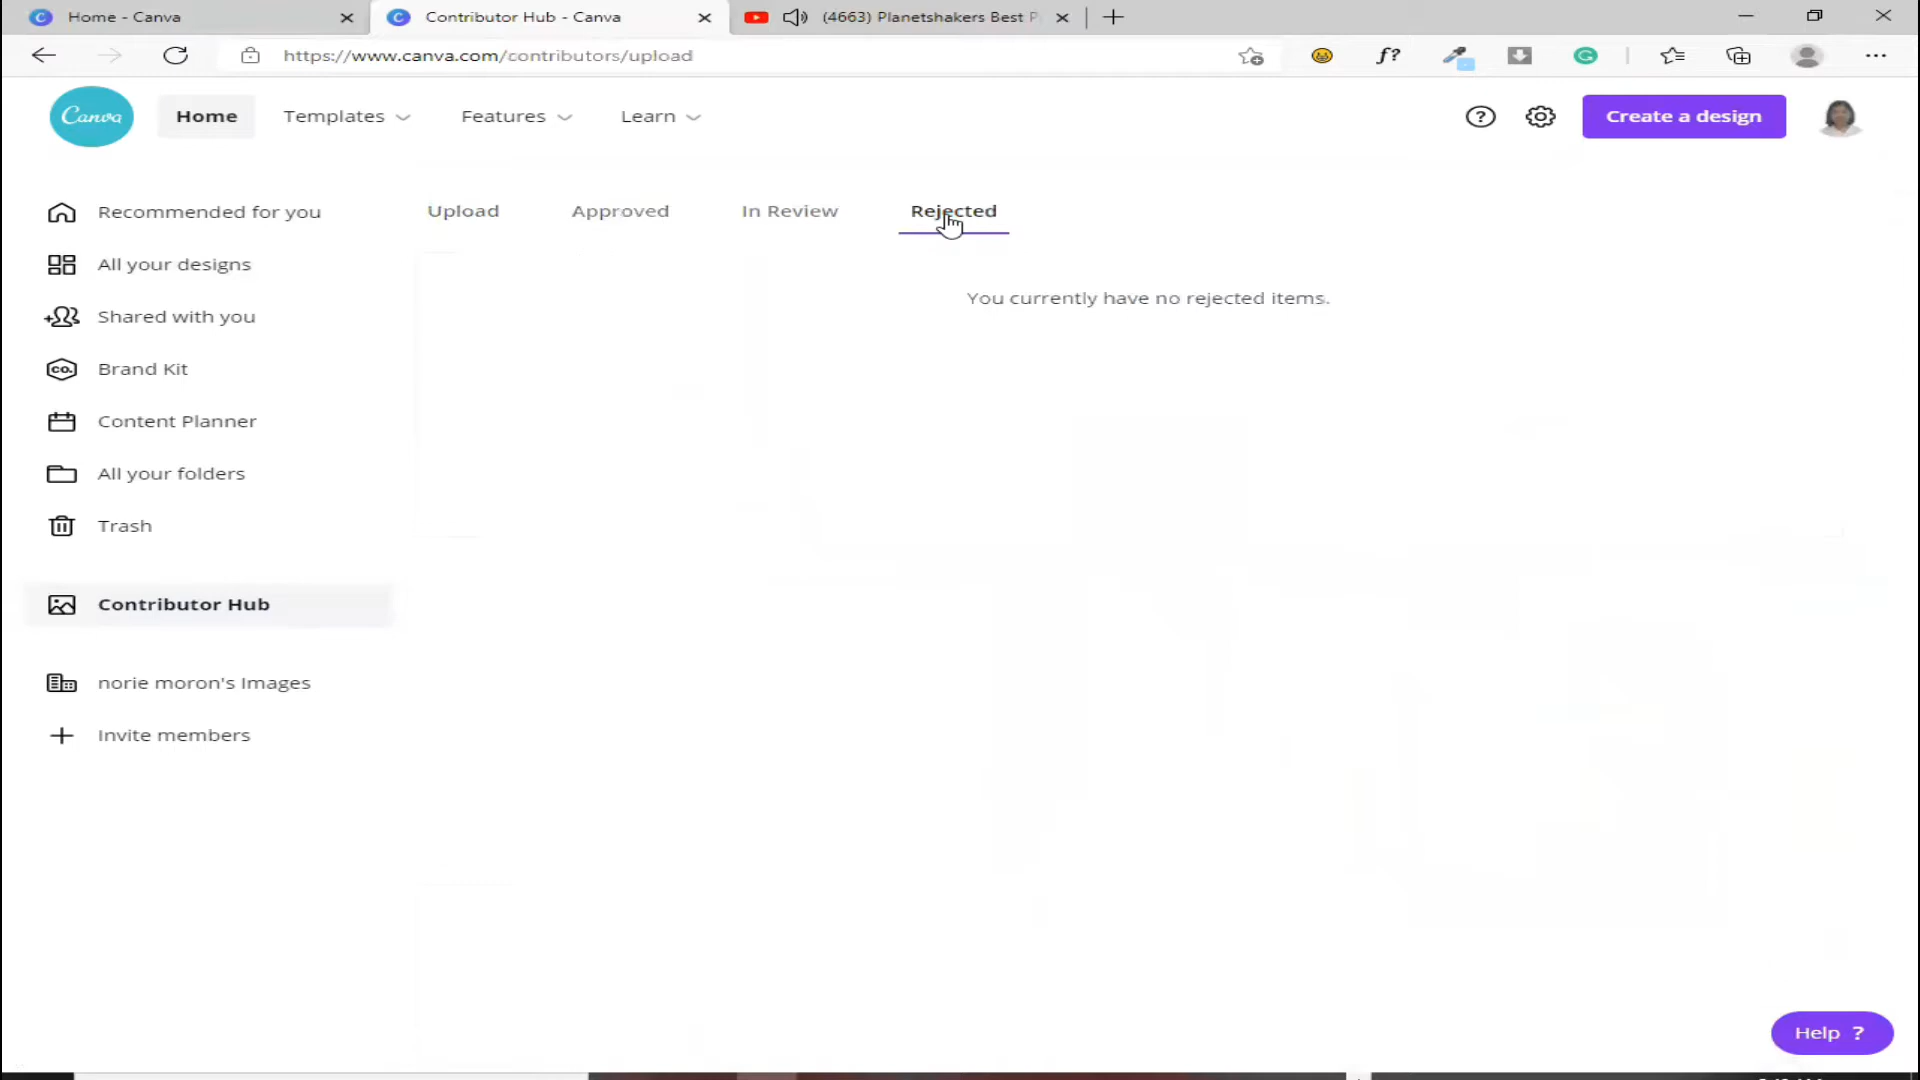 Home - Canva
Contributor Hub - Canva
(4663) Planetshakers Best P
https://www.canva.com/contributors/upload
f?
Canva
Home
Templates
Features
Learn
Create a design
Recommended for you
All your designs
Shared with you
Brand Kit
CO.
Content Planner
All your folders
Trash
Contributor Hub
norie moron's Images
Invite members
Upload
Approved
In Review
Rejected
You currently have no rejected items.
Help ?